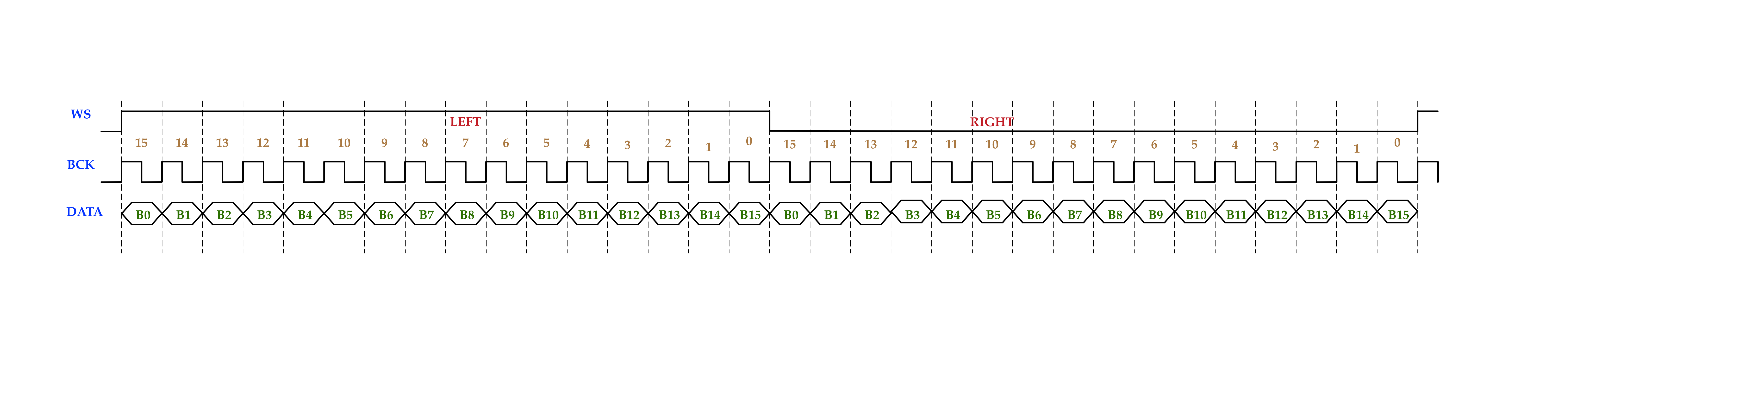 WS
LEFT RIGHT
15 14 13 12 11 10 9 8 7 6 5 4 3 2 1 0 15 14 13 12 11 10 9 8 7 6 5 4 3 2 1 0
BCK
DATA B0 B1 B2 B3 B4 B5 B6 B7 B8 B9 B10 B11 B12 B13 B14 B15 B0 B1 B2 B3 B4 B5 B6 B7 B8 B9 B10 B11 B12 B13 B14 B15